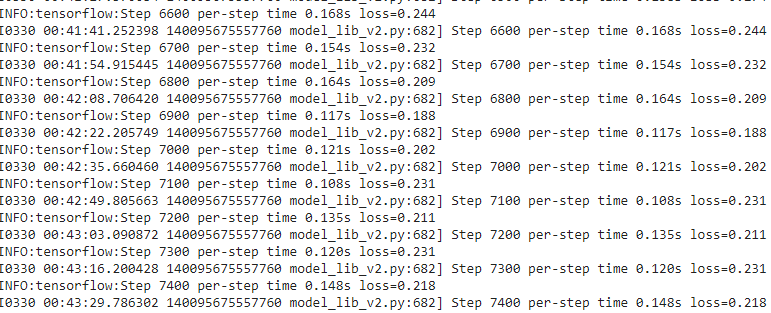 INFO:tensorflow:Step 6600 per-step time 0.168s loss=0.244
I0330 00:41:41.252398 140095675557760 model_lib_v2.py:682] Step 6600 per-step time 0.168s loss=0.244
INFO:tensorflow:Step 6700 per-step time 0.154s loss=0.232
I0330 00:41:54.915445 140095675557760 model_lib_v2.py:682] Step 6700 per-step time 0.154s loss=0.232
INFO:tensorflow:Step 6800 per-step time 0.164s loss=0.209
I0330 00:42:08.706420 140095675557760 model_lib_v2.py:682] Step 6800 per-step time 0.164s loss=0.209
INFO:tensorflow:Step 6900 per-step time 0.117s loss=0.188
I0330 00:42:22.205749 140095675557760 model_lib_v2.py:682] Step 6900 per-step time 0.117s loss=0.188
INFO:tensorflow:Step 7000 per-step time 0.121s loss=0.202
I0330 00:42:35.660460 140095675557760 model_lib_v2.py:682] Step 7000 per-step time 0.121s loss=0.202
INFO:tensorflow:Step 7100 per-step time 0.108s loss=0.231
I0330 00:42:49.805663 140095675557760 model_lib_v2.py:682] Step 7100 per-step time 0.108s loss=0.231
INFO:tensorflow:Step 7200 per-step time 0.135s loss=0.211
I0330 00:43:03.090872 140095675557760 model_lib_v2.py:682] Step 7200 per-step time 0.135s loss=0.211
INFO:tensorflow:Step 7300 per-step time 0.120s loss=0.231
I0330 00:43:16.200428 140095675557760 model_lib_v2.py:682] Step 7300 per-step time 0.120s loss=0.231
INFO:tensorflow:Step 7400 per-step time 0.148s loss=0.218
I0330 00:43:29.786302 140095675557760 model_lib_v2.py:682] Step 7400 per-step time 0.148s loss=0.218